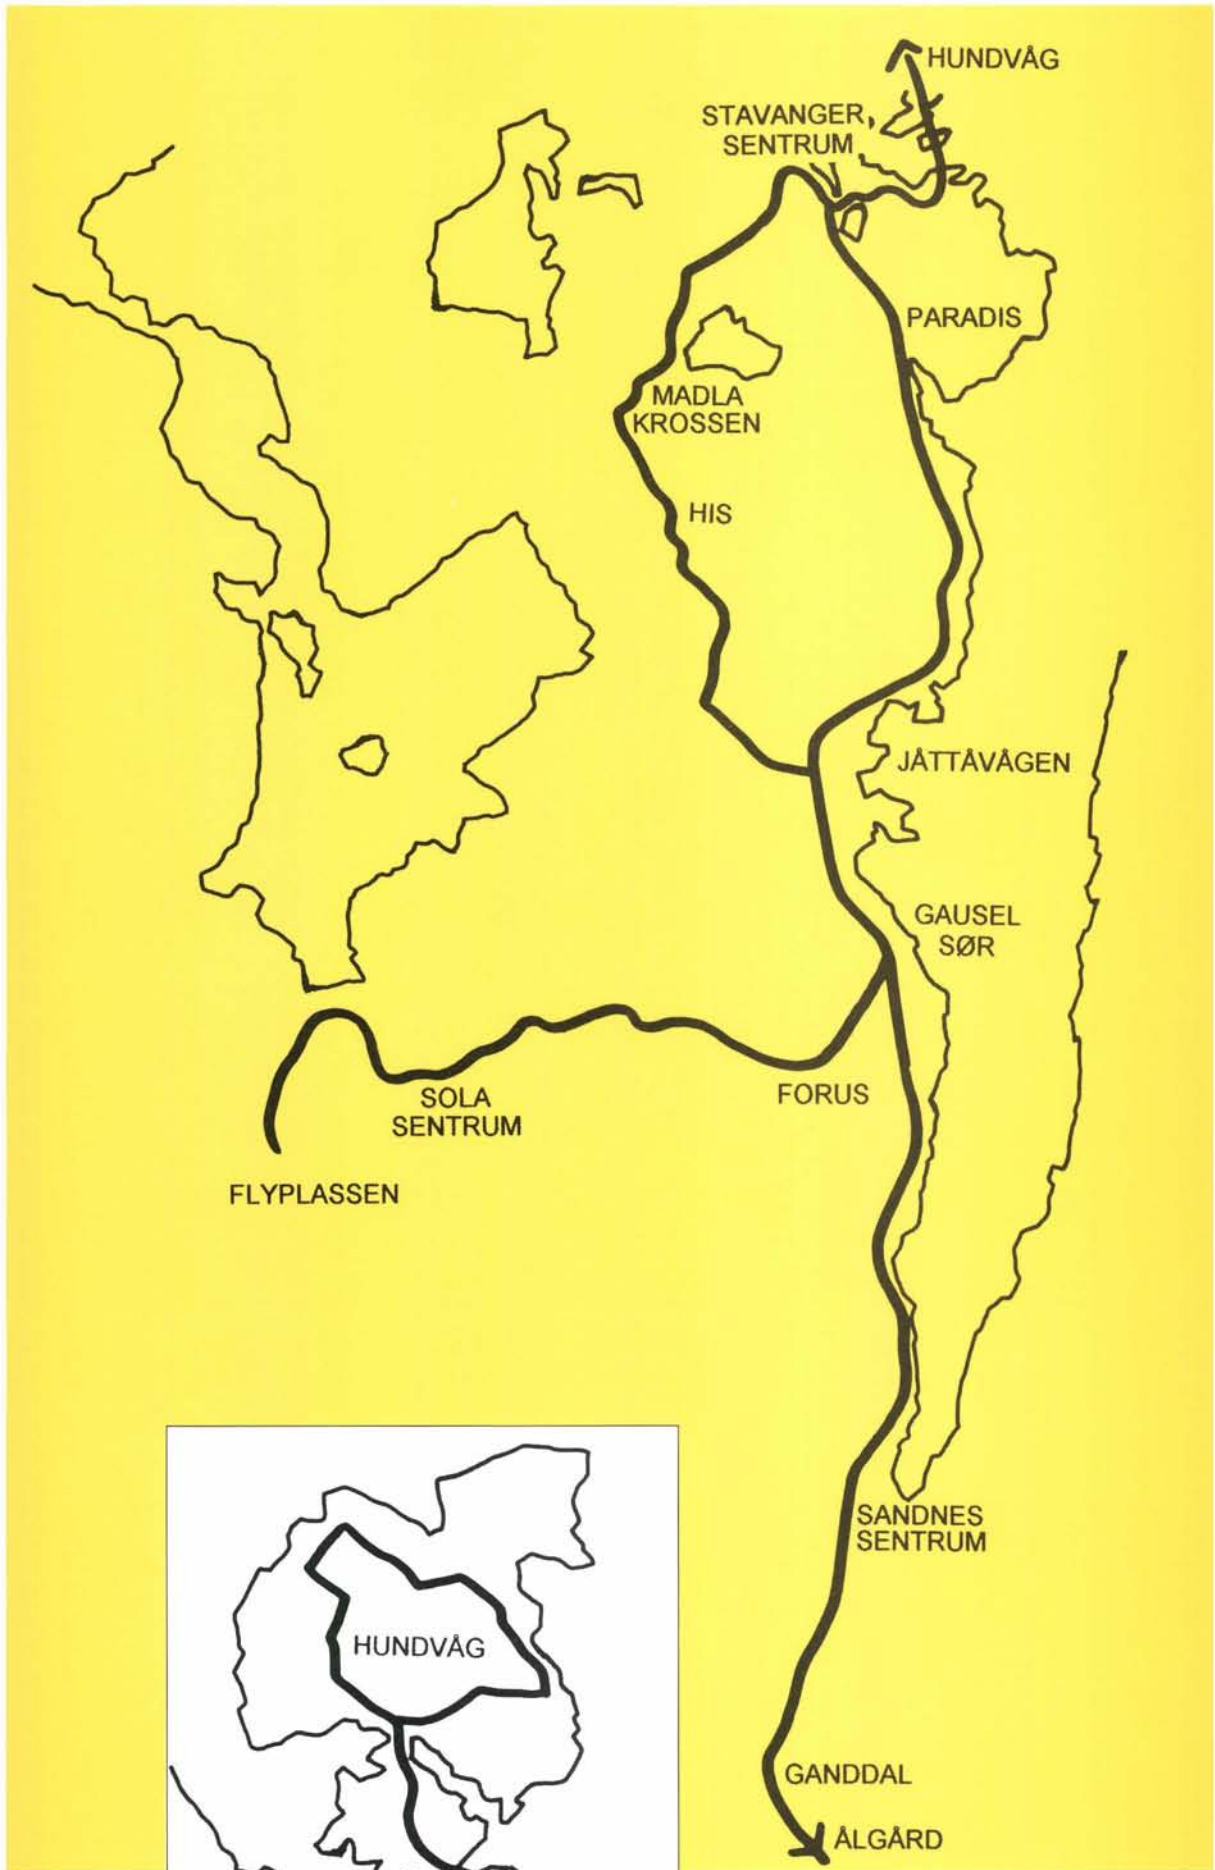 HUNDVÅG
STAVANGER,
SENTRUM
PARADIS
MADLA
KROSSEN
HIS
JÅTTÅVÅGEN
GAUSEL
SØR
FORUS
SOLA
SENTRUM
FLYPLASSEN
SANDNES
SENTRUM
HUNDVÅG
GANDDAL
ÅLGÅRD